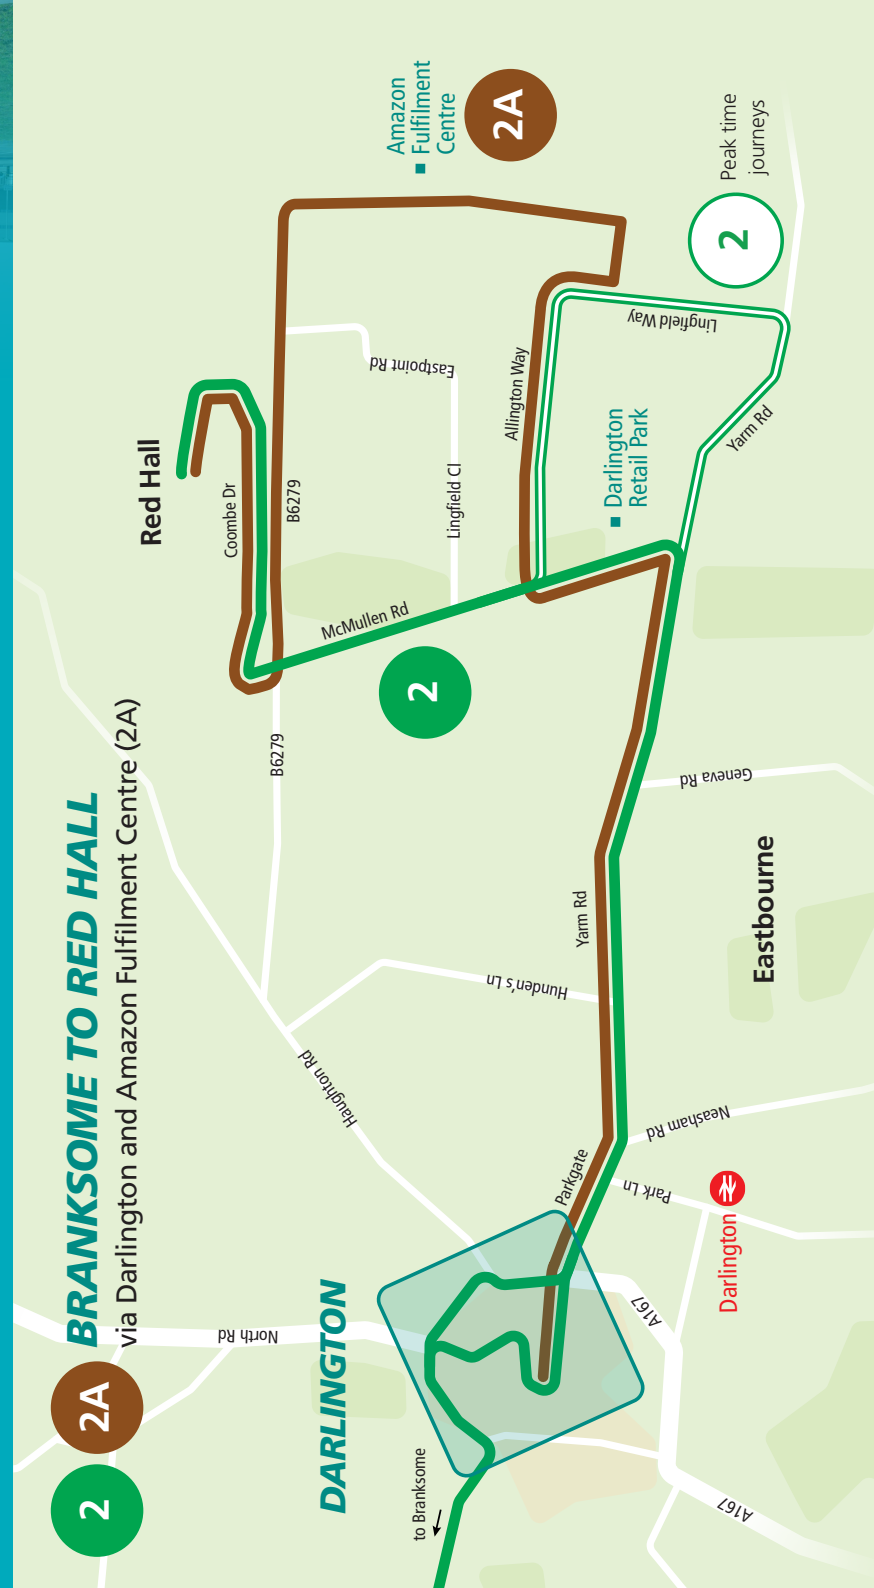 2
2A
BRANKSOME TO RED HALL
via Darlington and Amazon Fulfilment Centre (2A)
North Rd
DARLINGTON
to Branksome
A167
A167
Haughton Rd
Parkgate
Park Ln
Darlington
Neasham Rd
Hunden's Ln
Yarm Rd
Eastbourne
Geneva Rd
B6279
2
McMullen Rd
Red Hall
Coombe Dr
B6279
Lingfield Cl
Eastpoint Rd
Allington Way
Darlington
Retail Park
Yarm Rd
Lingfield Way
2
Peak time
journeys
Amazon
Fulfilment
Centre
2A